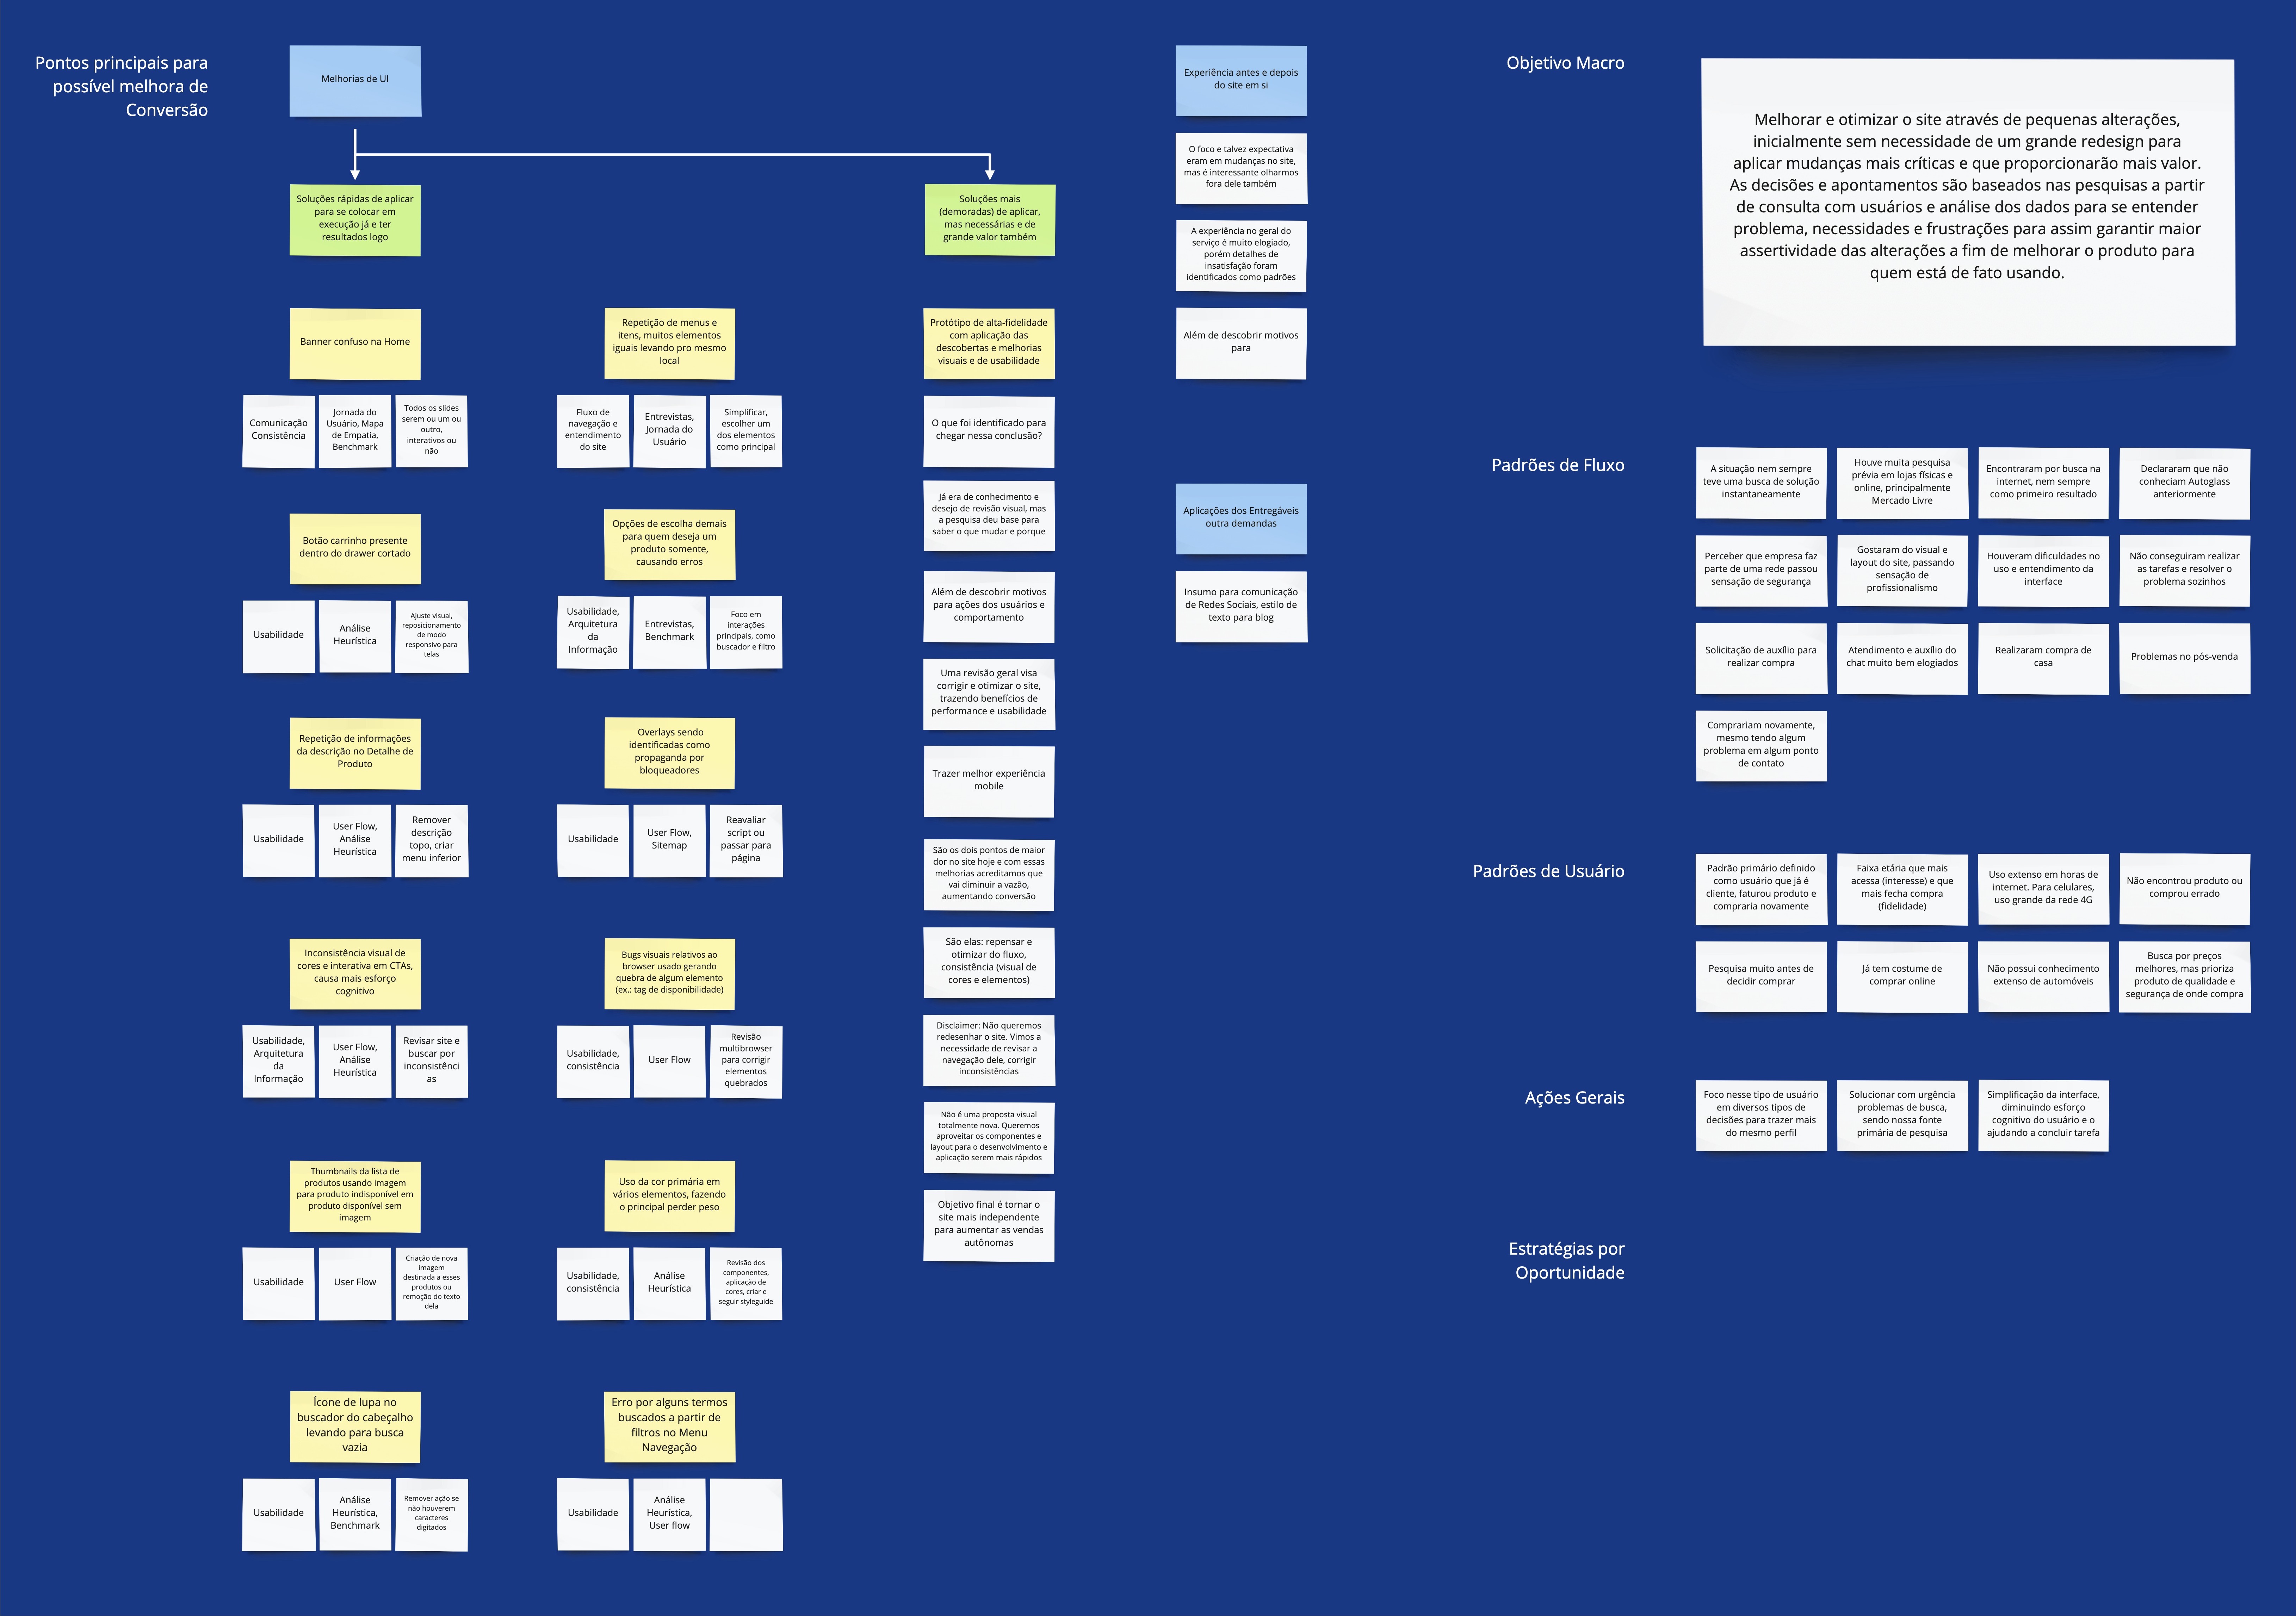 Pontos principais para
possível melhora de
Conversão
Melhorias de UI
Soluções rápidas de aplicar
para se colocar em
execução já e ter
resultados logo
Soluções mais
(demoradas) de aplicar,
mas necessárias e de
grande valor também
Banner confuso na Home
Comunicação
Consistência
Jornada do
Usuário, Mapa
de Empatia,
Benchmark
Todos os slides
serem ou um ou
outro,
interativos ou
não
Botão carrinho presente
dentro do drawer cortado
Usabilidade
Análise
Heurística
Ajuste visual,
reposicionamento
de modo
responsivo para
telas
Repetição de informações
da descrição no Detalhe de
Produto
Usabilidade
User Flow,
Análise
Heurística
Remover
descrição
topo, criar
menu inferior
Inconsistência visual de
cores e interativa em CTAs,
causa mais esforço
cognitivo
Usabilidade,
Arquitetura
da
Informação
User Flow,
Análise
Heurística
Revisar site e
buscar por
inconsistênci
as
Thumbnails da lista de
produtos usando imagem
para produto indisponível em
produto disponível sem
imagem
Usabilidade
User Flow
Criação de nova
imagem
destinada a esses
produtos ou
remoção do texto
dela
Ícone de lupa no
buscador do cabeçalho
levando para busca
vazia
Usabilidade
Análise
Heurística,
Benchmark
Remover ação se
não houverem
caracteres
digitados
Repetição de menus e
itens, muitos elementos
iguais levando pro mesmo
local
Fluxo de
navegação e
entendimento
do site
Entrevistas,
Jornada do
Usuário
Simplificar,
escolher um
dos elementos
como principal
Opções de escolha demais
para quem deseja um
produto somente,
causando erros
Usabilidade,
Arquitetura
da
Informação
Entrevistas,
Benchmark
Foco em
interações
principais, como
buscador e filtro
Overlays sendo
identificadas como
propaganda por
bloqueadores
Usabilidade
User Flow,
Sitemap
Reavaliar
script ou
passar para
página
Bugs visuais relativos ao
browser usado gerando
quebra de algum elemento
(ex.: tag de disponibilidade)
Usabilidade,
consistência
User Flow
Revisão
multibrowser
para corrigir
elementos
quebrados
Uso da cor primária em
vários elementos, fazendo
o principal perder peso
Usabilidade,
consistência
Análise
Heurística
Revisão dos
componentes,
aplicação de
cores, criar e
seguir styleguide
Erro por alguns termos
buscados a partir de
filtros no Menu
Navegação
Usabilidade
Análise
Heurística,
User flow
Protótipo de alta-fidelidade
com aplicação das
descobertas e melhorias
visuais e de usabilidade
O que foi identificado para
chegar nessa conclusão?
Já era de conhecimento e
desejo de revisão visual, mas
a pesquisa deu base para
saber o que mudar e porque
Além de descobrir motivos
para ações dos usuários e
comportamento
Uma revisão geral visa
corrigir e otimizar o site,
trazendo benefícios de
performance e usabilidade
Trazer melhor experiência
mobile
São os dois pontos de maior
dor no site hoje e com essas
melhorias acreditamos que
vai diminuir a vazão,
aumentando conversão
São elas: repensar e
otimizar do fluxo,
consistência (visual de
cores e elementos)
Disclaimer: Não queremos
redesenhar o site. Vimos a
necessidade de revisar a
navegação dele, corrigir
inconsistências
Não é uma proposta visual
totalmente nova. Queremos
aproveitar os componentes e
layout para o desenvolvimento e
aplicação serem mais rápidos
Objetivo final é tornar o
site mais independente
para aumentar as vendas
autônomas
Experiência antes e depois
do site em si
O foco e talvez expectativa
eram em mudanças no site,
mas é interessante olharmos
fora dele também
A experiência no geral do
serviço é muito elogiado,
porém detalhes de
insatisfação foram
identificados como padrões
Além de descobrir motivos
para
Aplicações dos Entregáveis
outra demandas
Insumo para comunicação
de Redes Sociais, estilo de
texto para blog
Objetivo Macro
Melhorar e otimizar o site através de pequenas alterações,
inicialmente sem necessidade de um grande redesign para
aplicar mudanças mais críticas e que proporcionarão mais valor.
As decisões e apontamentos são baseados nas pesquisas a partir
de consulta com usuários e análise dos dados para se entender
problema, necessidades e frustrações para assim garantir maior
assertividade das alterações a fim de melhorar o produto para
quem está de fato usando.
Padrões de Fluxo
A situação nem sempre
teve uma busca de solução
instantaneamente
Houve muita pesquisa
prévia em lojas físicas e
online, principalmente
Mercado Livre
Encontraram por busca na
internet, nem sempre
como primeiro resultado
Declararam que não
conheciam Autoglass
anteriormente
Perceber que empresa faz
parte de uma rede passou
sensação de segurança
Gostaram do visual e
layout do site, passando
sensação de
profissionalismo
Houveram dificuldades no
uso e entendimento da
interface
Não conseguiram realizar
as tarefas e resolver o
problema sozinhos
Solicitação de auxílio para
realizar compra
Atendimento e auxílio do
chat muito bem elogiados
Realizaram compra de
casa
Problemas no pós-venda
Comprariam novamente,
mesmo tendo algum
problema em algum ponto
de contato
Padrões de Usuário
Padrão primário definido
como usuário que já é
cliente, faturou produto e
compraria novamente
Faixa etária que mais
acessa (interesse) e que
mais fecha compra
(fidelidade)
Uso extenso em horas de
internet. Para celulares,
uso grande da rede 4G
Não encontrou produto ou
comprou errado
Pesquisa muito antes de
decidir comprar
Já tem costume de
comprar online
Não possui conhecimento
extenso de automóveis
Busca por preços
melhores, mas prioriza
produto de qualidade e
segurança de onde compra
Ações Gerais
Foco nesse tipo de usuário
em diversos tipos de
decisões para trazer mais
do mesmo perfil
Solucionar com urgência
problemas de busca,
sendo nossa fonte
primária de pesquisa
Simplificação da interface,
diminuindo esforço
cognitivo do usuário e o
ajudando a concluir tarefa
Estratégias por
Oportunidade